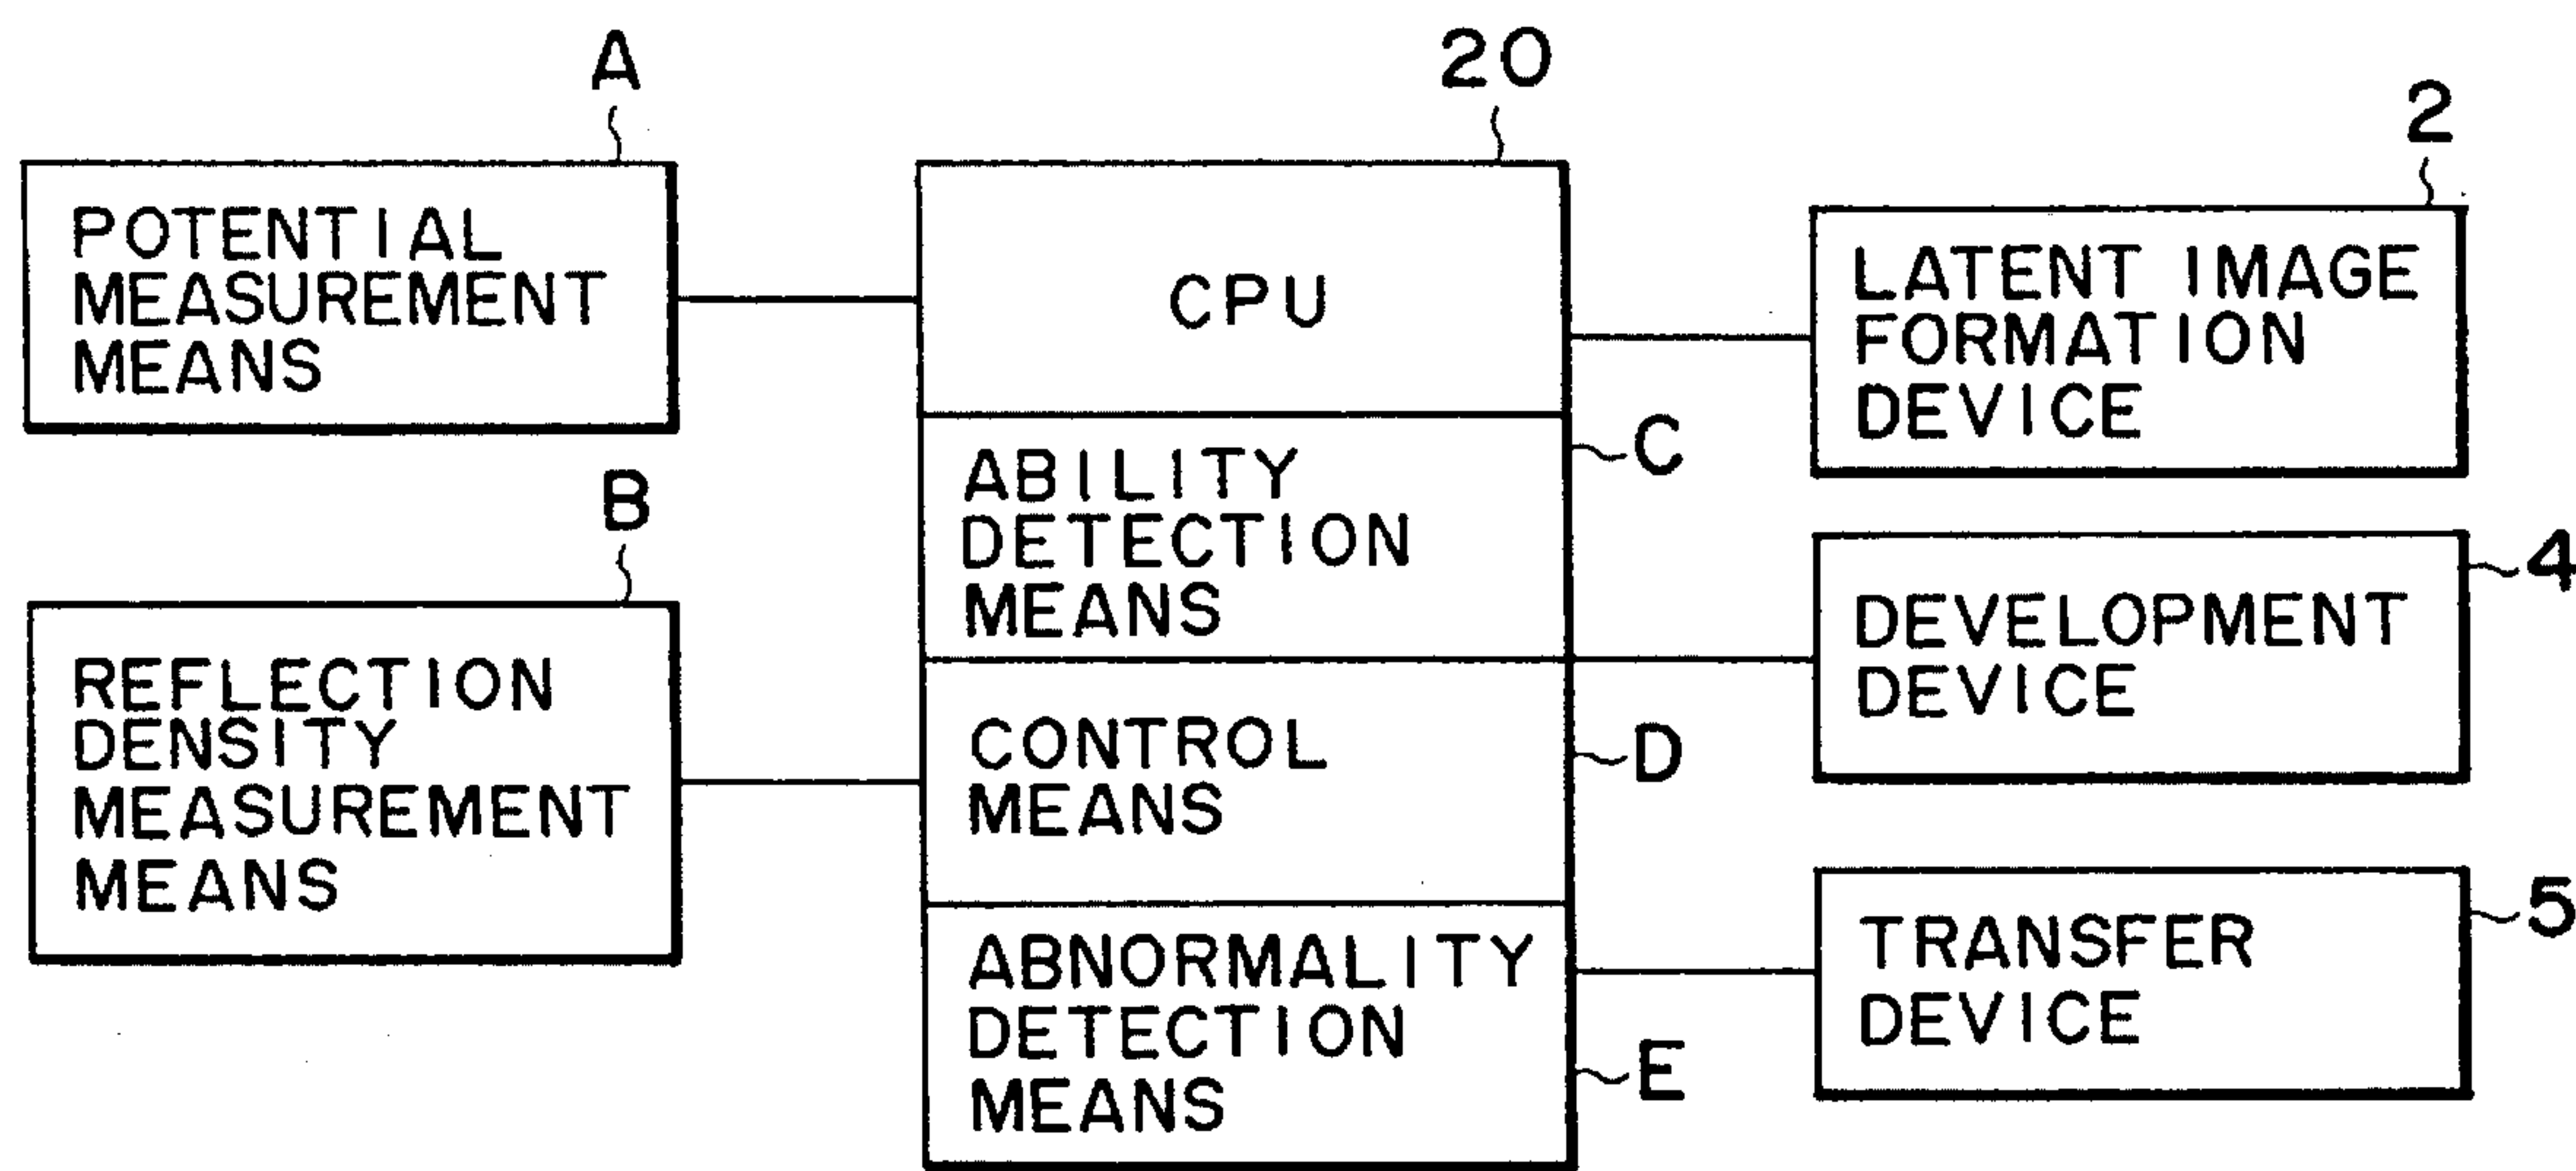 A
POTENTIAL
MEASUREMENT
MEANS
B
REFLECTION
DENSITY
MEASUREMENT
MEANS
20
CPU
C
ABILITY
DETECTION
MEANS
D
CONTROL
MEANS
E
ABNORMALITY
DETECTION
MEANS
2
LATENT IMAGE
FORMATION
DEVICE
4
DEVELOPMENT
DEVICE
5
TRANSFER
DEVICE